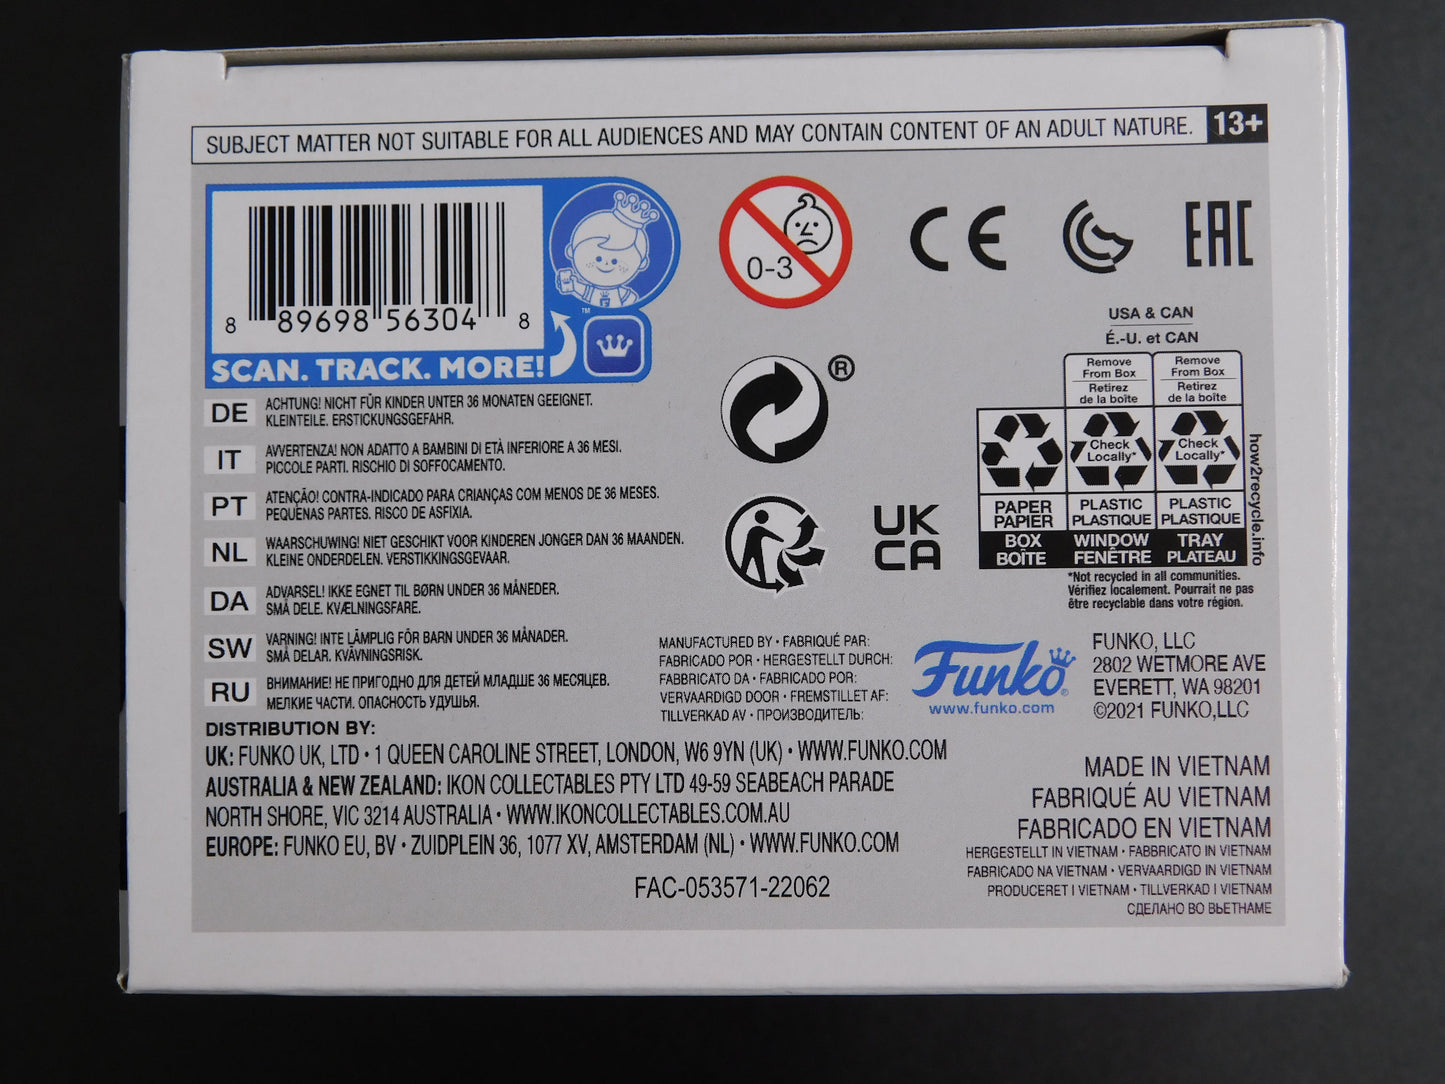 SUBJECT MATTER NOT SUITABLE FOR ALL AUDIENCES AND MAY CONTAIN CONTENT OF AN ADULT NATURE. 13+
8 89698 56304 8
™
SCAN. TRACK. MORE!
0-3
CE
EAC
USA & CAN
É.-U. et CAN
Remove From Box
Retirez de la boîte
Remove From Box
Retirez de la boîte
Check Locally*
Check Locally*
PAPER
PAPIER
PLASTIC
PLASTIQUE
PLASTIC
PLASTIQUE
BOX
BOÎTE
WINDOW
FENÊTRE
TRAY
PLATEAU
how2recycle.info
*Not recycled in all communities.
Vérifiez localement. Pourrait ne pas
être recyclable dans votre région.
®
UK
CA
DE ACHTUNG! NICHT FÜR KINDER UNTER 36 MONATEN GEEIGNET.
KLEINTEILE. ERSTICKUNGSGEFAHR.
IT AVVERTENZA! NON ADATTO A BAMBINI DI ETÀ INFERIORE A 36 MESI.
PICCOLE PARTI. RISCHIO DI SOFFOCAMENTO.
PT ATENÇÃO! CONTRA-INDICADO PARA CRIANÇAS COM MENOS DE 36 MESES.
PEQUENAS PARTES. RISCO DE ASFIXIA.
NL WAARSCHUWING! NIET GESCHIKT VOOR KINDEREN JONGER DAN 36 MAANDEN.
KLEINE ONDERDELEN. VERSTIKKINGSGEVAAR.
DA ADVARSEL! IKKE EGNET TIL BØRN UNDER 36 MÅNEDER.
SMÅ DELE. KVÆLNINGSFARE.
SW VARNING! INTE LÄMPLIG FÖR BARN UNDER 36 MÅNADER.
SMÅ DELAR. KVÄVNINGSRISK.
RU ВНИМАНИЕ! НЕ ПРИГОДНО ДЛЯ ДЕТЕЙ МЛАДШЕ 36 МЕСЯЦЕВ.
МЕЛКИЕ ЧАСТИ. ОПАСНОСТЬ УДУШЬЯ.
MANUFACTURED BY • FABRIQUÉ PAR:
FABRICADO POR • HERGESTELLT DURCH:
FABBRICATO DA • FABRICADO POR:
VERVAARDIGD DOOR • FREMSTILLET AF:
TILLVERKAD AV • ПРОИЗВОДИТЕЛЬ:
Funko®
www.funko.com
FUNKO, LLC
2802 WETMORE AVE
EVERETT, WA 98201
©2021 FUNKO,LLC
DISTRIBUTION BY:
UK: FUNKO UK, LTD • 1 QUEEN CAROLINE STREET, LONDON, W6 9YN (UK) • WWW.FUNKO.COM
AUSTRALIA & NEW ZEALAND: IKON COLLECTABLES PTY LTD 49-59 SEABEACH PARADE
NORTH SHORE, VIC 3214 AUSTRALIA • WWW.IKONCOLLECTABLES.COM.AU
EUROPE: FUNKO EU, BV • ZUIDPLEIN 36, 1077 XV, AMSTERDAM (NL) • WWW.FUNKO.COM
FAC-053571-22062
MADE IN VIETNAM
FABRIQUÉ AU VIETNAM
FABRICADO EN VIETNAM
HERGESTELLT IN VIETNAM • FABBRICATO IN VIETNAM
FABRICADO NA VIETNAM • VERVAARDIGD IN VIETNAM
PRODUCERET I VIETNAM • TILLVERKAD I VIETNAM
СДЕЛАНО ВО ВЬЕТНАМЕ